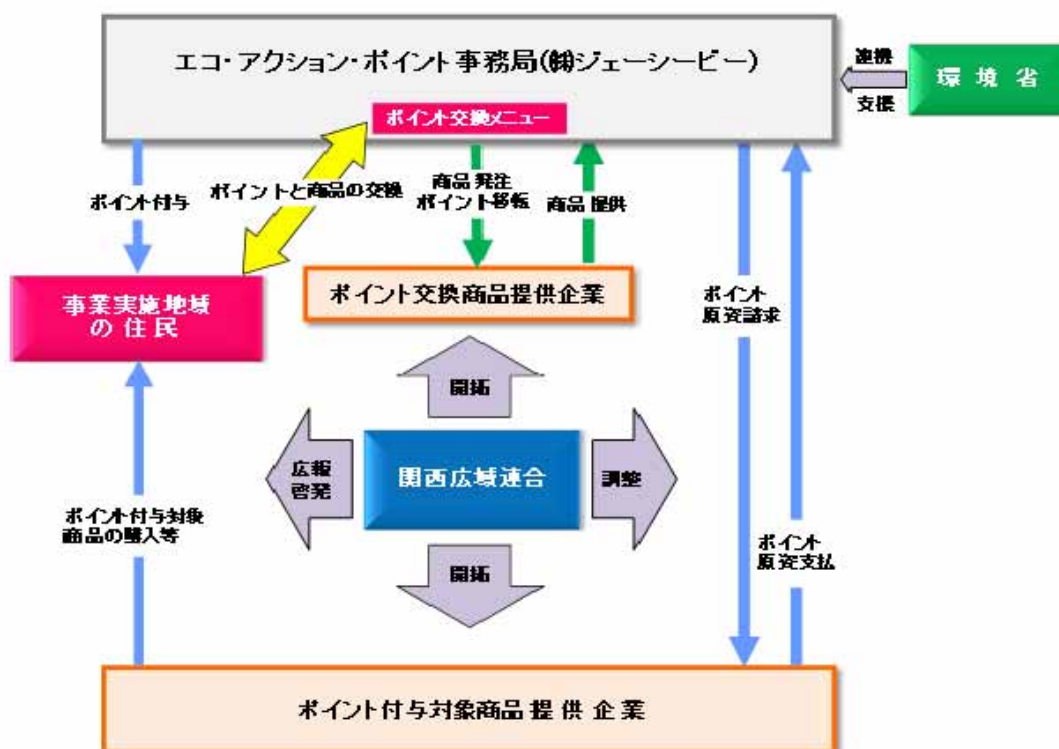 エコ・アクション・ポイント事務局(㈱ジェーシービー)
連携
支援
環境省
ポイント交換メニュー
ポイント付与
ポイントと商品の交換
商品発注
ポイント移転
商品提供
事業実施地域
の住民
ポイント交換商品提供企業
ポイント
原資請求
開拓
広報
啓発
関西広域連合
調整
ポイント付与対象
商品の購入等
開拓
ポイント
原資支払
ポイント付与対象商品提供企業